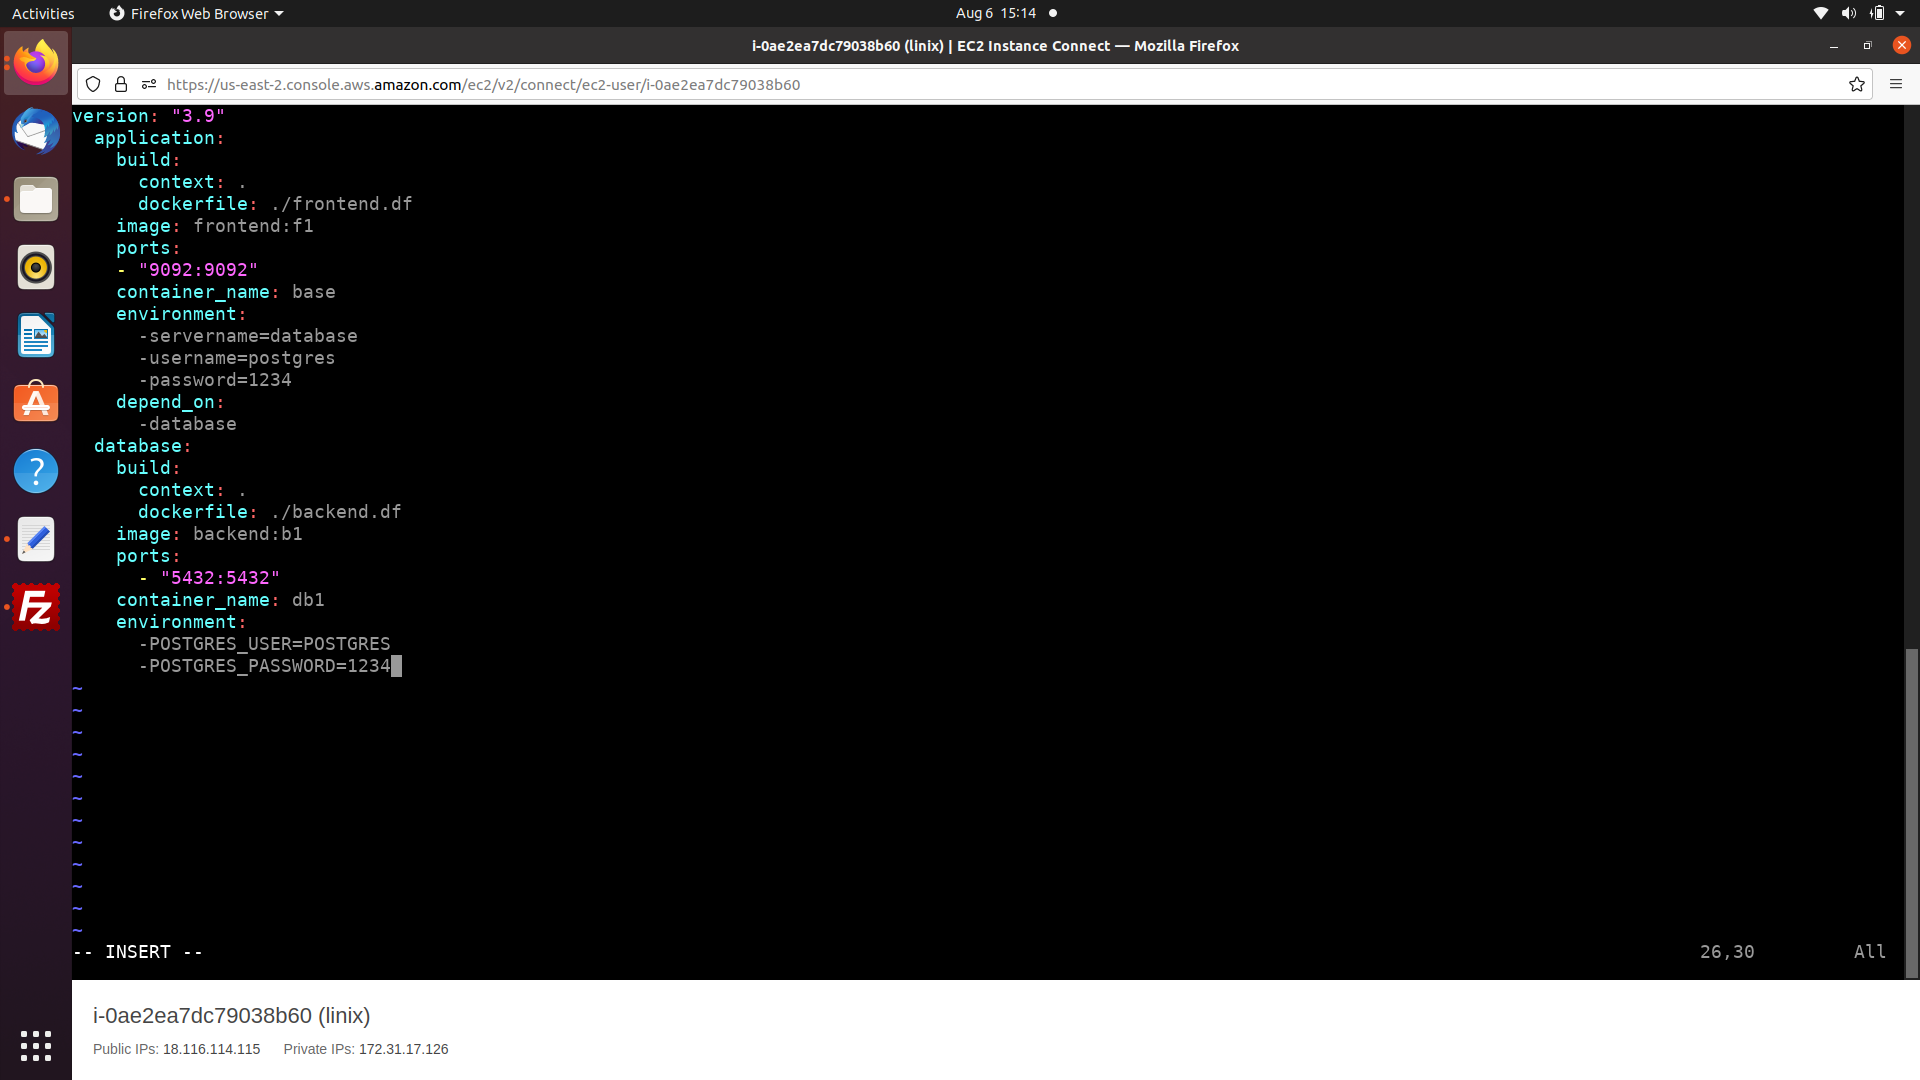 Activities
Firefox Web Browser
Aug 6 15:14
i-0ae2ea7dc79038b60 (linix) | EC2 Instance Connect — Mozilla Firefox
https://us-east-2.console.aws.amazon.com/ec2/v2/connect/ec2-user/i-0ae2ea7dc79038b60
version: "3.9"
  application:
    build:
      context: .
      dockerfile: ./frontend.df
    image: frontend:f1
    ports:
    - "9092:9092"
    container_name: base
    environment:
      -servername=database
      -username=postgres
      -password=1234
    depend_on:
      -database
  database:
    build:
      context: .
      dockerfile: ./backend.df
    image: backend:b1
    ports:
      - "5432:5432"
    container_name: db1
    environment:
      -POSTGRES_USER=POSTGRES
      -POSTGRES_PASSWORD=1234
~
~
~
~
~
~
~
~
~
~
~
~
-- INSERT --
26,30
All
i-0ae2ea7dc79038b60 (linix)
Public IPs: 18.116.114.115 Private IPs: 172.31.17.126